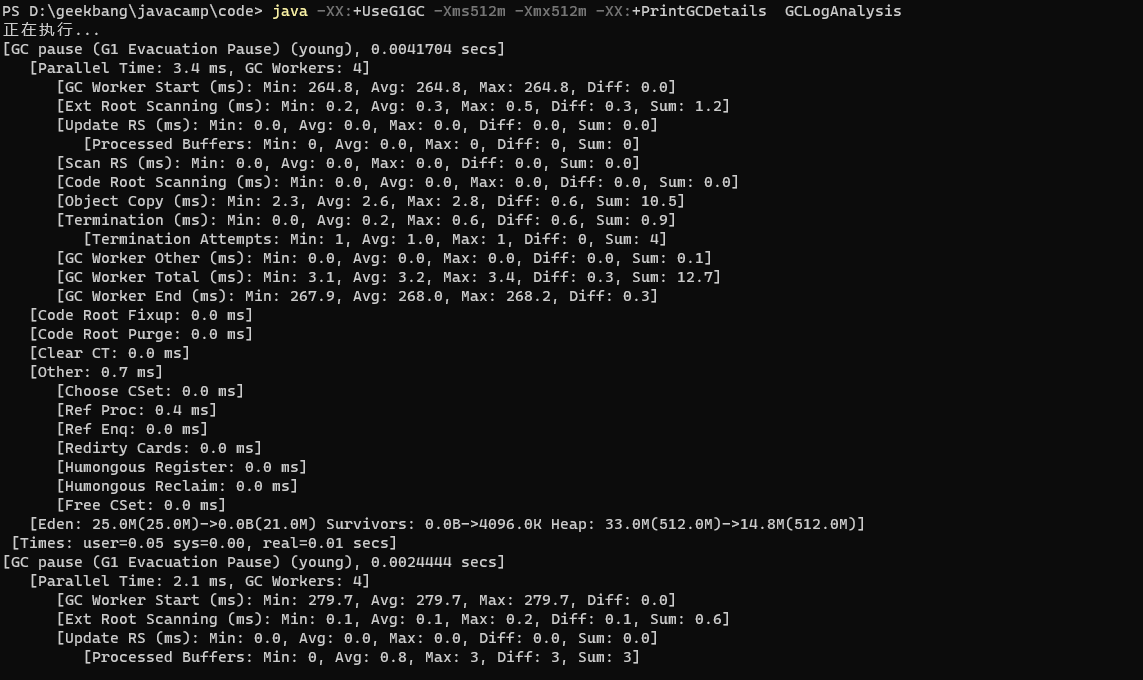 PS D:\geekbang\javacamp\code> java -XX:+UseG1GC -Xms512m -Xmx512m -XX:+PrintGCDetails  GCLogAnalysis
正在执行...
[GC pause (G1 Evacuation Pause) (young), 0.0041704 secs]
   [Parallel Time: 3.4 ms, GC Workers: 4]
      [GC Worker Start (ms): Min: 264.8, Avg: 264.8, Max: 264.8, Diff: 0.0]
      [Ext Root Scanning (ms): Min: 0.2, Avg: 0.3, Max: 0.5, Diff: 0.3, Sum: 1.2]
      [Update RS (ms): Min: 0.0, Avg: 0.0, Max: 0.0, Diff: 0.0, Sum: 0.0]
         [Processed Buffers: Min: 0, Avg: 0.0, Max: 0, Diff: 0, Sum: 0]
      [Scan RS (ms): Min: 0.0, Avg: 0.0, Max: 0.0, Diff: 0.0, Sum: 0.0]
      [Code Root Scanning (ms): Min: 0.0, Avg: 0.0, Max: 0.0, Diff: 0.0, Sum: 0.0]
      [Object Copy (ms): Min: 2.3, Avg: 2.6, Max: 2.8, Diff: 0.6, Sum: 10.5]
      [Termination (ms): Min: 0.0, Avg: 0.2, Max: 0.6, Diff: 0.6, Sum: 0.9]
         [Termination Attempts: Min: 1, Avg: 1.0, Max: 1, Diff: 0, Sum: 4]
      [GC Worker Other (ms): Min: 0.0, Avg: 0.0, Max: 0.0, Diff: 0.0, Sum: 0.1]
      [GC Worker Total (ms): Min: 3.1, Avg: 3.2, Max: 3.4, Diff: 0.3, Sum: 12.7]
      [GC Worker End (ms): Min: 267.9, Avg: 268.0, Max: 268.2, Diff: 0.3]
   [Code Root Fixup: 0.0 ms]
   [Code Root Purge: 0.0 ms]
   [Clear CT: 0.0 ms]
   [Other: 0.7 ms]
      [Choose CSet: 0.0 ms]
      [Ref Proc: 0.4 ms]
      [Ref Enq: 0.0 ms]
      [Redirty Cards: 0.0 ms]
      [Humongous Register: 0.0 ms]
      [Humongous Reclaim: 0.0 ms]
      [Free CSet: 0.0 ms]
   [Eden: 25.0M(25.0M)->0.0B(21.0M) Survivors: 0.0B->4096.0K Heap: 33.0M(512.0M)->14.8M(512.0M)]
 [Times: user=0.05 sys=0.00, real=0.01 secs]
[GC pause (G1 Evacuation Pause) (young), 0.0024444 secs]
   [Parallel Time: 2.1 ms, GC Workers: 4]
      [GC Worker Start (ms): Min: 279.7, Avg: 279.7, Max: 279.7, Diff: 0.0]
      [Ext Root Scanning (ms): Min: 0.1, Avg: 0.1, Max: 0.2, Diff: 0.1, Sum: 0.6]
      [Update RS (ms): Min: 0.0, Avg: 0.0, Max: 0.0, Diff: 0.0, Sum: 0.0]
         [Processed Buffers: Min: 0, Avg: 0.8, Max: 3, Diff: 3, Sum: 3]